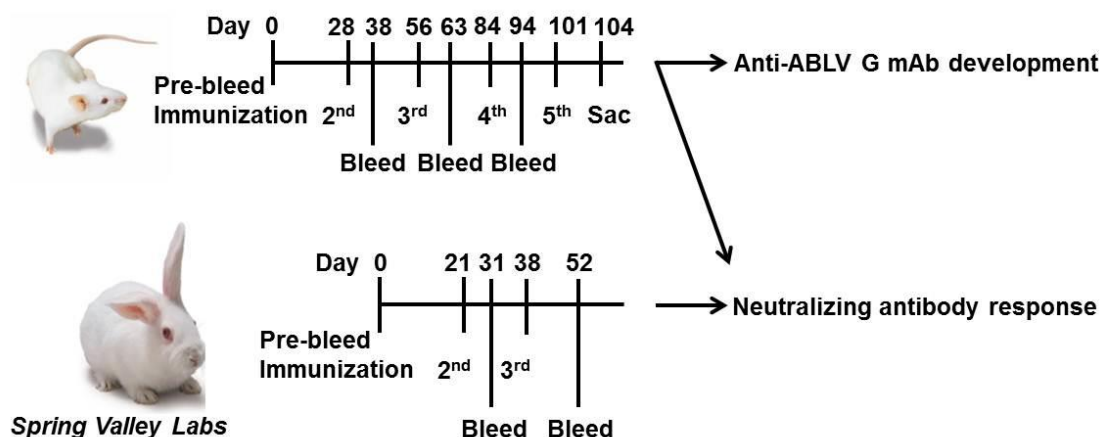 Day 0 28 38 56 63 84 94 101 104
Pre-bleed
Immunization 2nd 3rd 4th 5th Sac
Bleed Bleed Bleed
Anti-ABLV G mAb development
Day 0 21 31 38 52
Pre-bleed
Immunization 2nd 3rd
Bleed Bleed
Neutralizing antibody response
Spring Valley Labs